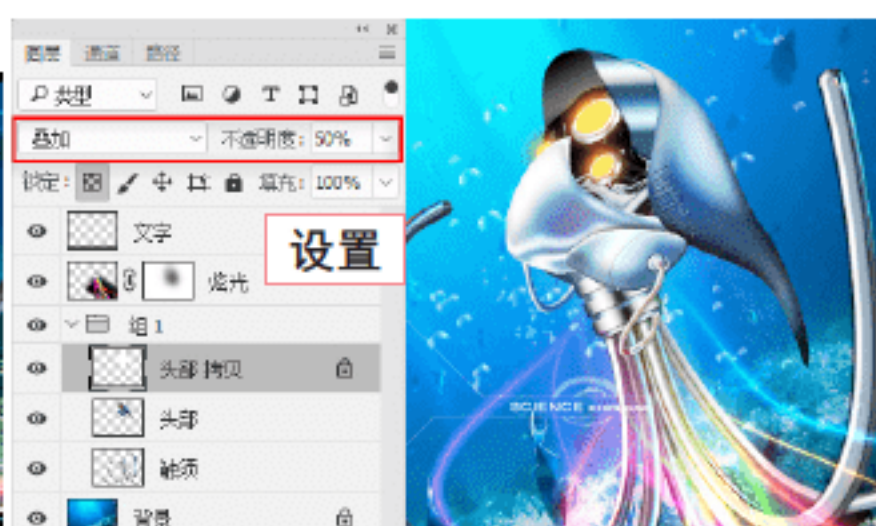 图层 通道 路径
类型
叠加 不透明度: 50%
锁定: 填充: 100%
文字
设置
炫光
组 1
头部 拷贝
头部
触须
背景
SCIENCE